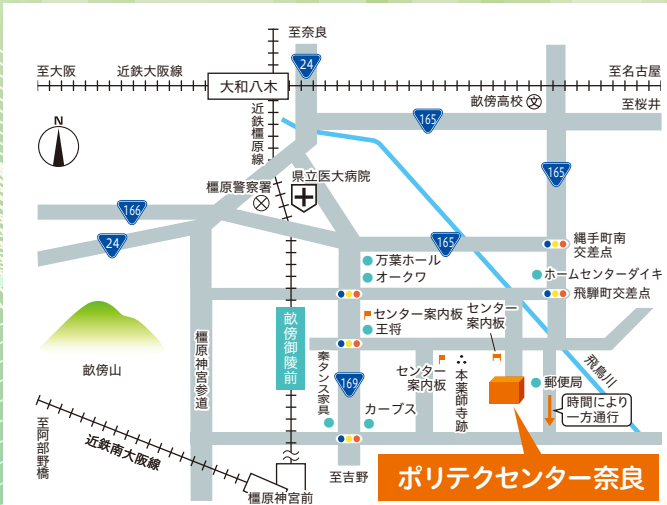 至奈良
24
至大阪
近鉄大阪線
大和八木
至名古屋
畝傍高校
文
至桜井
165
近鉄橿原線
N
165
橿原警察署
県立医大病院
166
24
165
縄手町南
交差点
万葉ホール
オークワ
ホームセンターダイキ
飛騨町交差点
センター案内板
王将
センター
案内板
畝傍御陵前
畝傍山
橿原神宮参道
秦タンス家具
169
センター
案内板
本薬師寺跡
飛鳥川
郵便局
時間により
一方通行
カーブス
至阿部野橋
近鉄南大阪線
至吉野
橿原神宮前
ポリテクセンター奈良